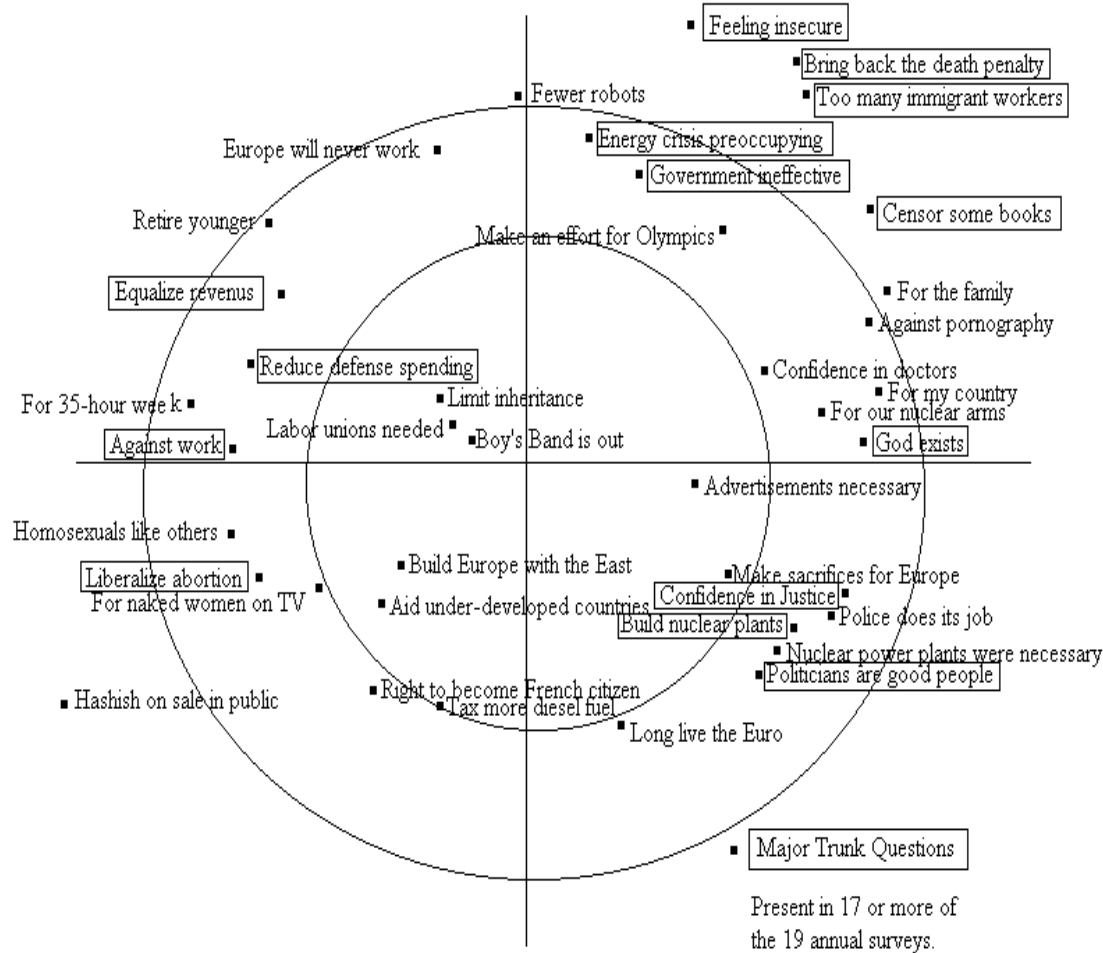 Feeling insecure
Bring back the death penalty
Fewer robots
Too many immigrant workers
Energy crisis preoccupying
Europe will never work
Government ineffective
Retire younger
Censor some books
Make an effort for Olympics
Equalize revenus
For the family
Against pornography
Reduce defense spending
Confidence in doctors
For my country
Limit inheritance
For 35-hour wee k
For our nuclear arms
Labor unions needed
Boy's Band is out
Against work
God exists
Advertisements necessary
Homosexuals like others
Build Europe with the East
Make sacrifices for Europe
Liberalize abortion
Confidence in Justice
For naked women on TV
Aid under-developed countries
Police does its job
Build nuclear plants
Nuclear power plants were necessary
Politicians are good people
Right to become French citizen
Hashish on sale in public
Tax more diesel fuel
Long live the Euro
Major Trunk Questions
Present in 17 or more of
the 19 annual surveys.